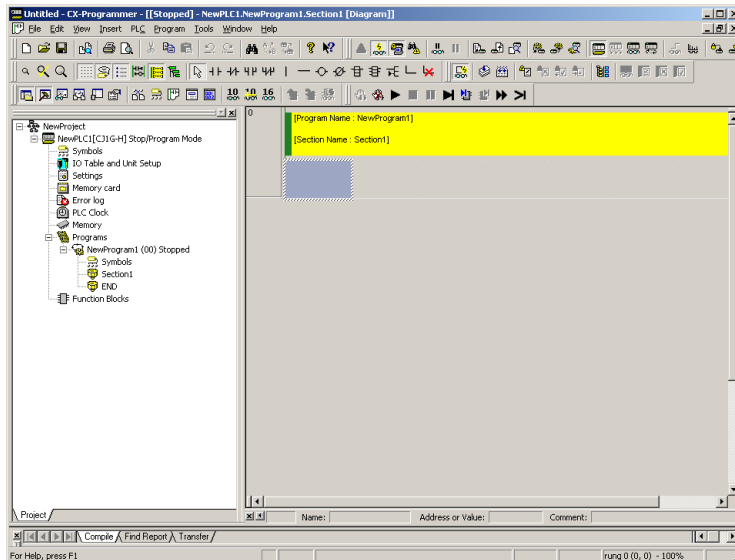 Untitled - CX-Programmer - [[Stopped] - NewPLC1.NewProgram1.Section1 [Diagram]]
File Edit View Insert PLC Program Tools Window Help
10 10 16
NewProject
NewPLC1[CJ1G-H] Stop/Program Mode
Symbols
IO Table and Unit Setup
Settings
Memory card
Error log
PLC Clock
Memory
Programs
NewProgram1 (00) Stopped
Symbols
Section1
END
Function Blocks
Project
0
[Program Name : NewProgram1]
[Section Name : Section1]
Name: Address or Value: Comment:
Compile Find Report Transfer
For Help, press F1
rung 0 (0, 0) - 100%